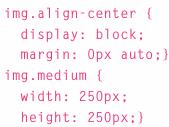 img.align-center {
  display: block;
  margin: 0px auto;}
img.medium {
  width: 250px;
  height: 250px;}